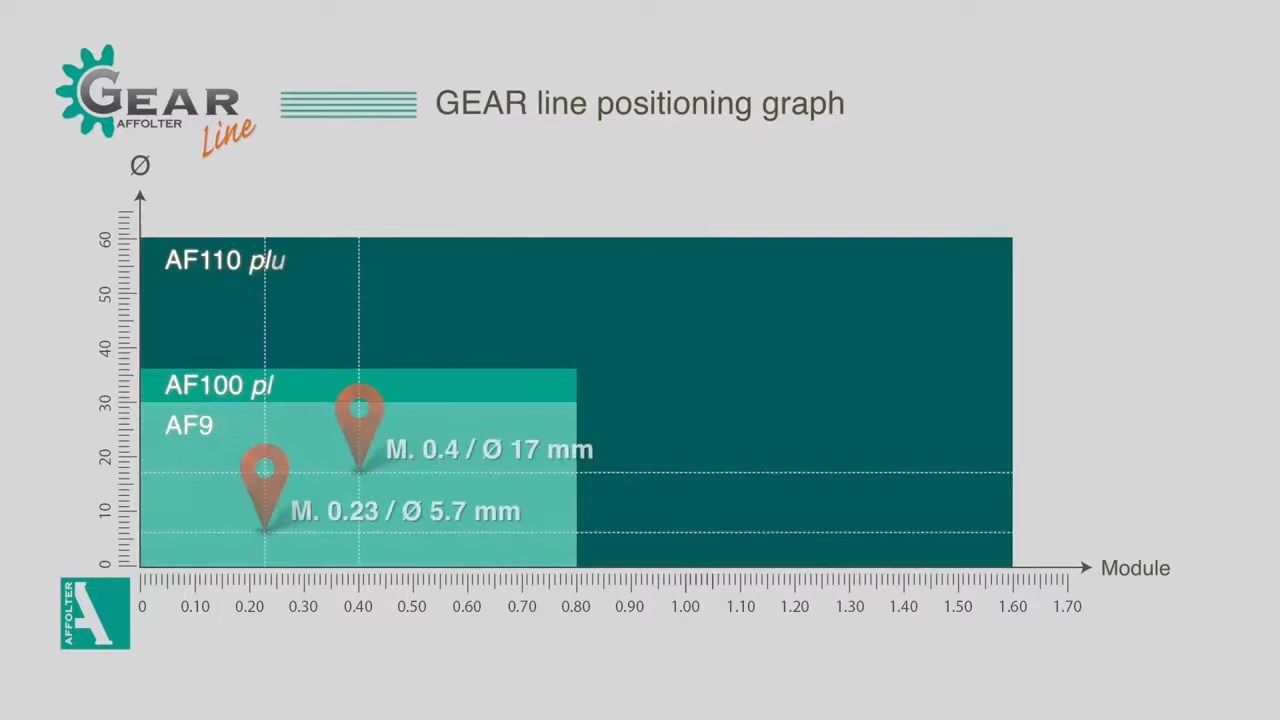 GEAR
AFFOLTER
Line
GEAR line positioning graph
Ø
60
50
40
30
20
10
0
AF110 plu
AF100 pl
AF9
M. 0.4 / Ø 17 mm
M. 0.23 / Ø 5.7 mm
Module
0 0.10 0.20 0.30 0.40 0.50 0.60 0.70 0.80 0.90 1.00 1.10 1.20 1.30 1.40 1.50 1.60 1.70
AFFOLTER
A